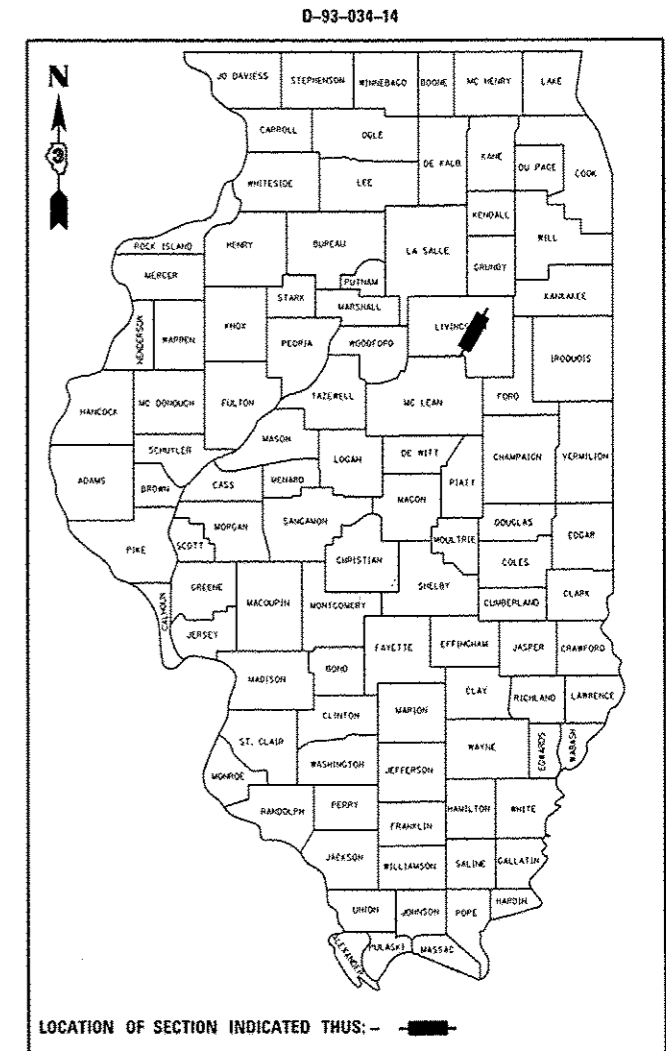 D-93-034-14
N
JO DAVIESS STEPHENSON WINNEBAGO BOONE MC HENRY LAKE
CARROLL OGLE
DE KALB KANE DU PAGE COOK
WHITESIDE LEE
KENDALL
ROCK ISLAND HENRY BUREAU LA SALLE WILL
GRUNDY
MERCER PUTNAM
STARK MARSHALL KANKAKEE
HENDERSON WARREN KNOX PEORIA WOODFORD LIVINGS
IROQUOIS
HANCOCK MC DONOUGH FULTON TAZEWELL MC LEAN FORD
SCHUYLER MASON
LOGAN DE WITT CHAMPAIGN VERMILION
ADAMS BROWN CASS MENARD PIATT
MACON
MORGAN SANGAMON DOUGLAS EDGAR
PIKE SCOTT CHRISTIAN MOULTRIE COLES
SHELBY
GREENE CUMBERLAND CLARK
CALHOUN MACOUPIN MONTGOMERY
JERSEY FAYETTE EFFINGHAM JASPER CRAWFORD
BOND
MADISON CLAY RICHLAND LAWRENCE
CLINTON MARION
ST. CLAIR WAYNE EDWARDS WABASH
WASHINGTON JEFFERSON
MONROE
RANDOLPH PERRY HAMILTON WHITE
FRANKLIN
JACKSON WILLIAMSON SALINE GALLATIN
HARDIN
UNION JOHNSON POPE
ALEXANDER PULASKI MASSAC
LOCATION OF SECTION INDICATED THUS: -